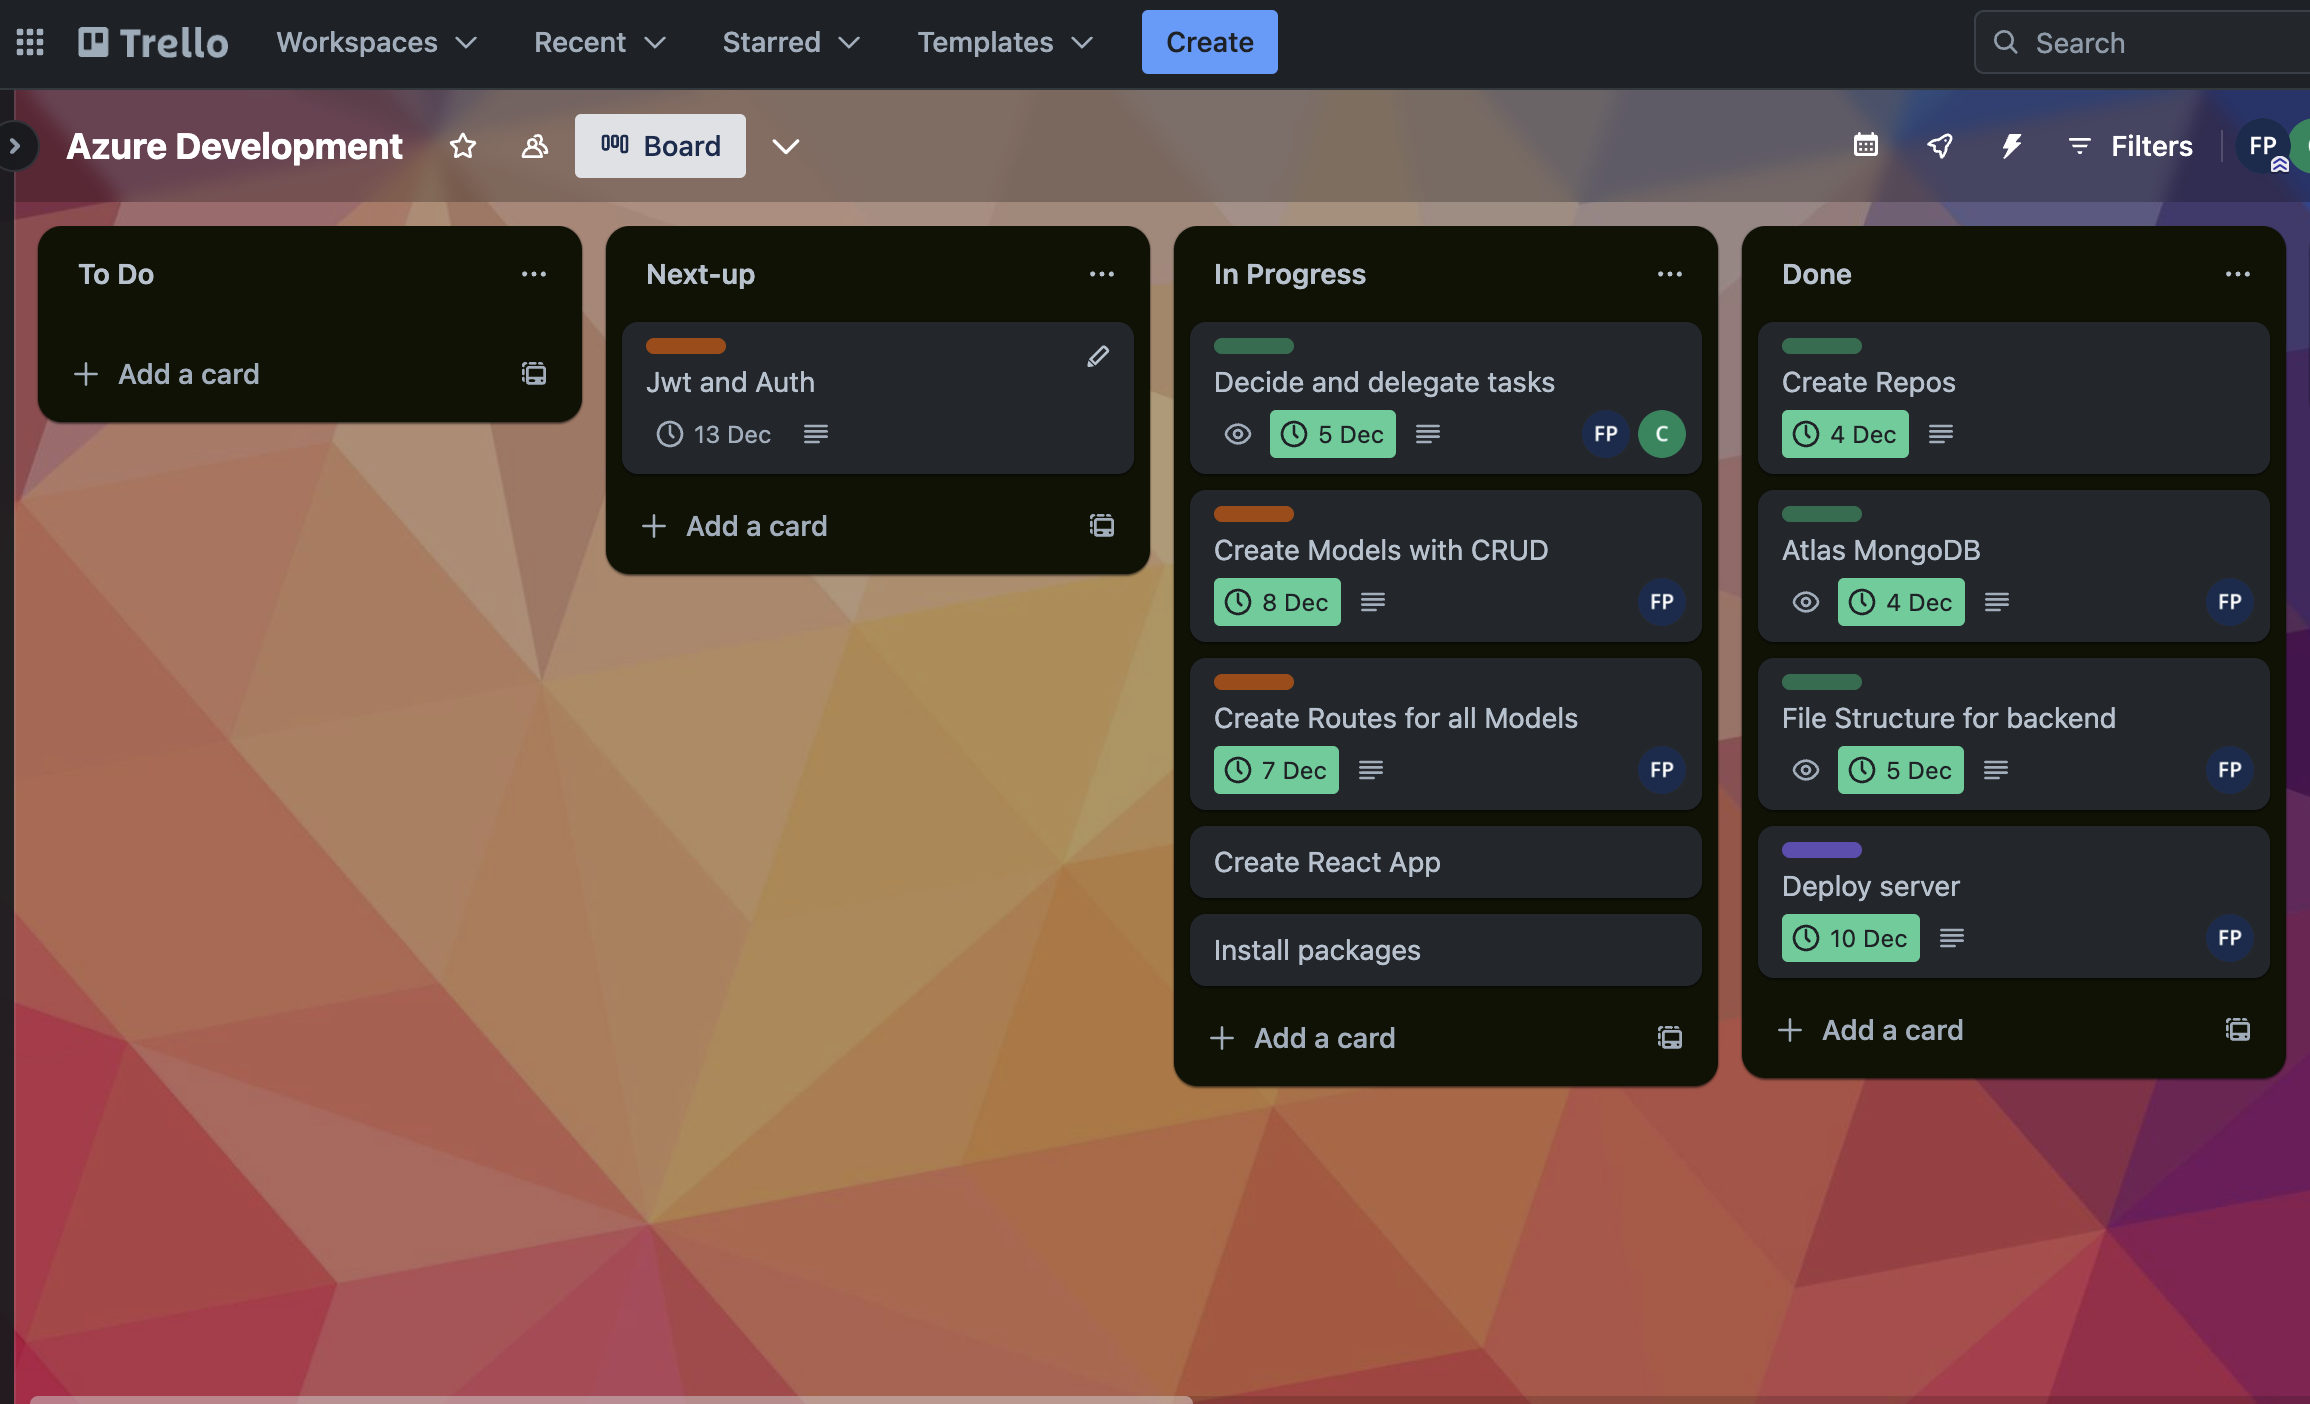 Trello Workspaces Recent Starred Templates Create Search
Azure Development Board Filters FP
To Do
Add a card
Next-up
Jwt and Auth
13 Dec
Add a card
In Progress
Decide and delegate tasks
5 Dec FP C
Create Models with CRUD
8 Dec FP
Create Routes for all Models
7 Dec FP
Create React App
Install packages
Add a card
Done
Create Repos
4 Dec
Atlas MongoDB
4 Dec FP
File Structure for backend
5 Dec FP
Deploy server
10 Dec FP
Add a card